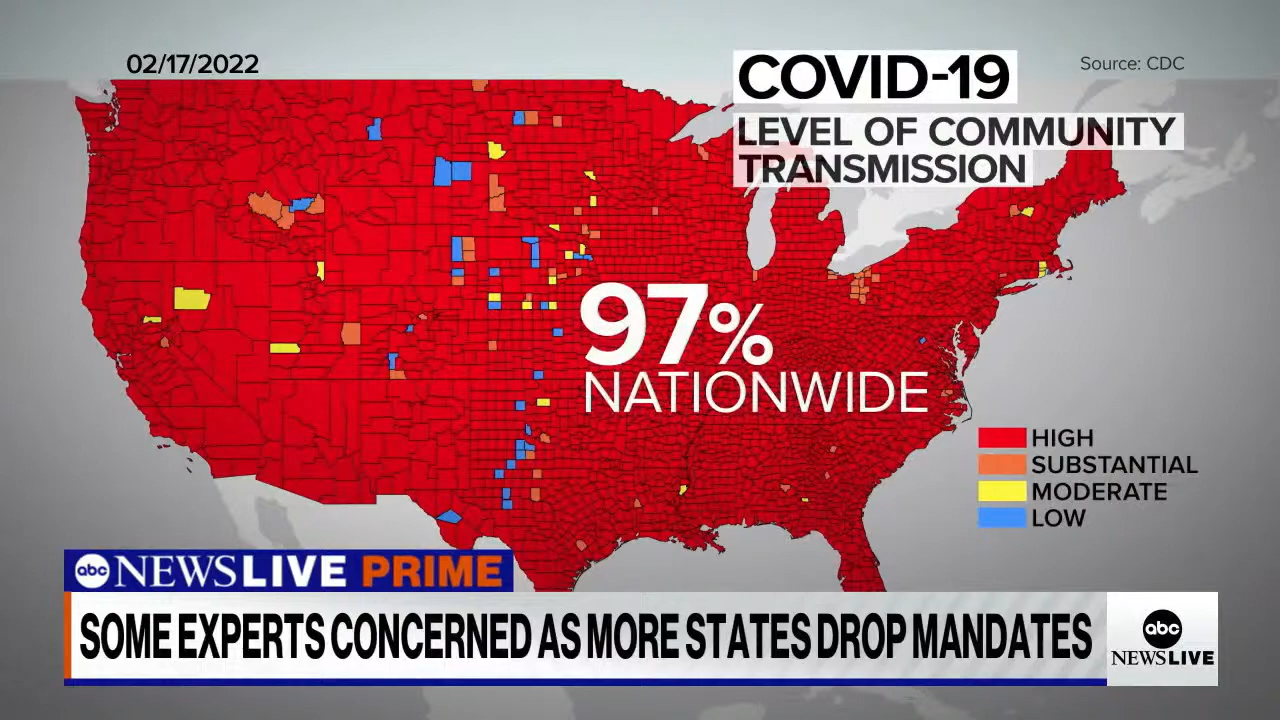 02/17/2022
COVID-19
Source: CDC
LEVEL OF COMMUNITY
TRANSMISSION
97%
NATIONWIDE
HIGH
SUBSTANTIAL
MODERATE
LOW
abc NEWS LIVE PRIME
SOME EXPERTS CONCERNED AS MORE STATES DROP MANDATES
abc
NEWS LIVE